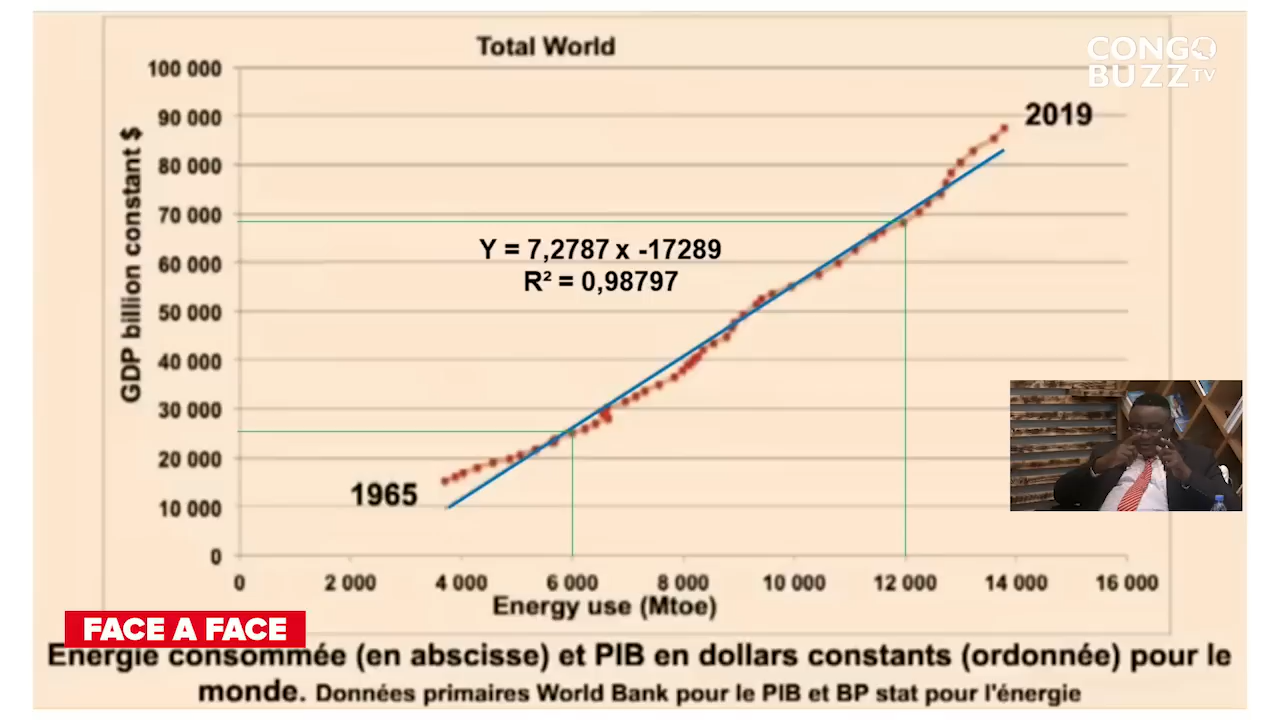 Total World
CONGO
BUZZ TV
100 000
90 000
80 000
70 000
60 000
50 000
40 000
30 000
20 000
10 000
0
GDP billion constant $
2019
Y = 7,2787 x -17289
R² = 0,98797
1965
0 2 000 4 000 6 000 8 000 10 000 12 000 14 000 16 000
Energy use (Mtoe)
FACE A FACE
Energie consommée (en abscisse) et PIB en dollars constants (ordonnée) pour le
monde. Données primaires World Bank pour le PIB et BP stat pour l'énergie